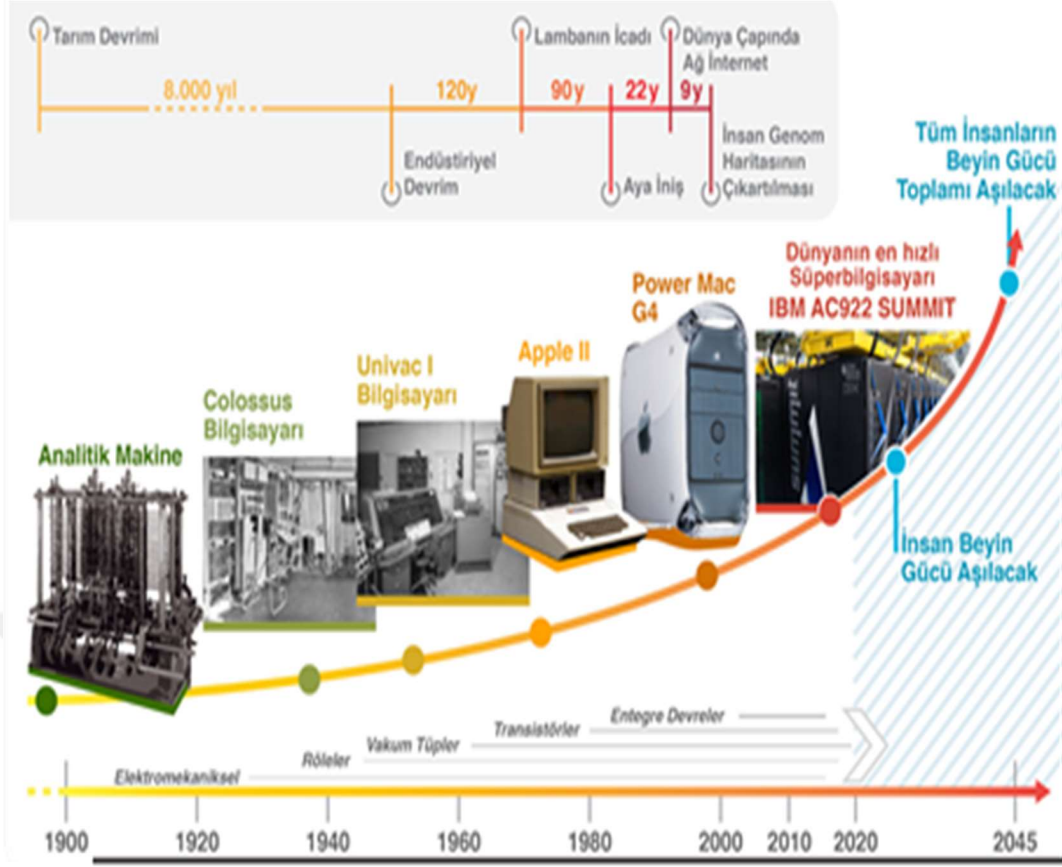 Tarım Devrimi
Lambanın İcadı
Dünya Çapında
Ağ İnternet
8.000 yıl
120y
90y
22y
9y
Endüstiriyel
Devrim
Aya İniş
İnsan Genom
Haritasının
Çıkartılması
Tüm İnsanların
Beyin Gücü
Toplamı Aşılacak
Dünyanın en hızlı
Süperbilgisayarı
IBM AC922 SUMMIT
Power Mac
G4
Apple II
Univac I
Bilgisayarı
Colossus
Bilgisayarı
Analitik Makine
summit
İnsan Beyin
Gücü Aşılacak
Entegre Devreler
Transistörler
Vakum Tüpler
Röleler
Elektromekaniksel
1900
1920
1940
1960
1980
2000
2010
2020
2045